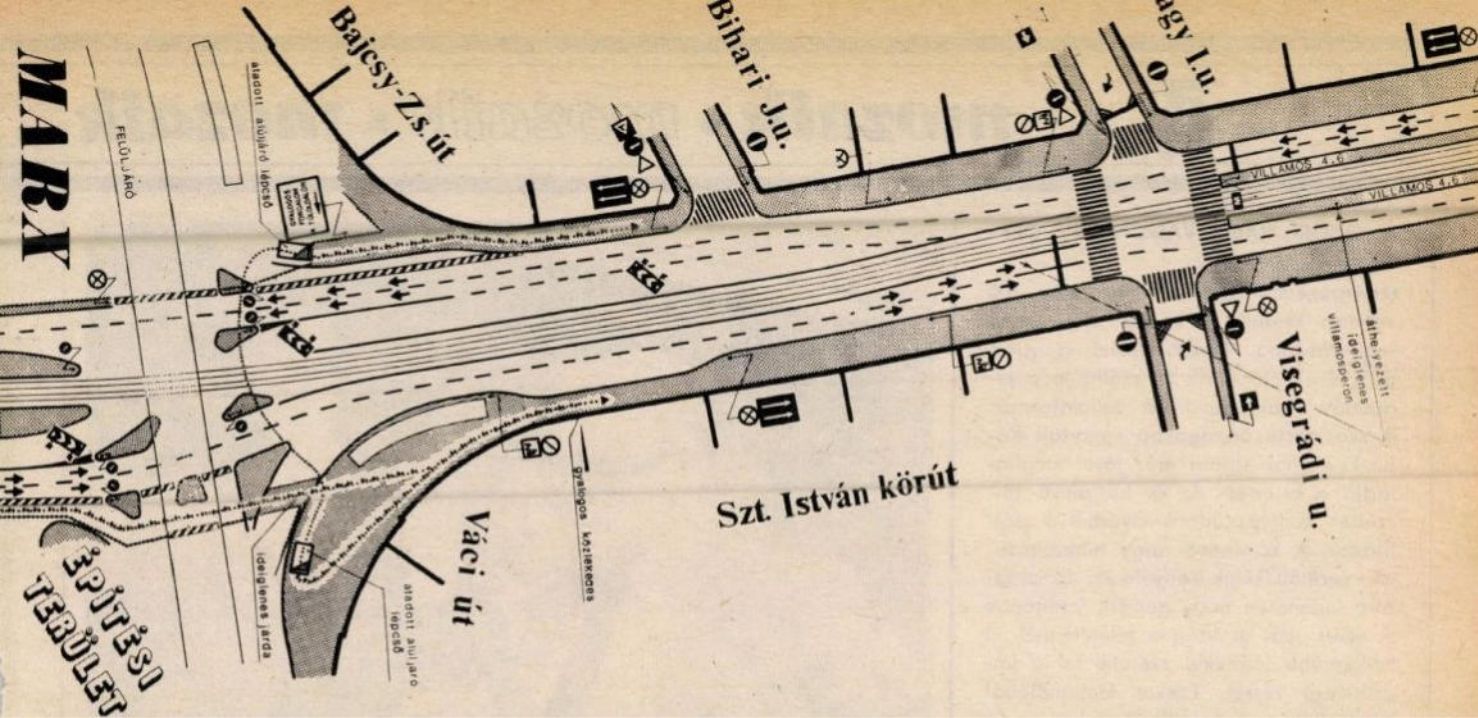 MARX
FELÜLJÁRÓ
átadott aluljáró lépcső
Bajcsy-Zs. út
Bihari J.u.
agy I.u.
VILLAMOS 4,6
VILLAMOS 4,6
áthelyezett
ideiglenes
villamosperon
Visegrádi u.
Szt. István körút
gyalogos közlekedés
Váci út
átadott aluljáró
lépcső
ideiglenes járda
ÉPÍTÉSI
TERÜLET